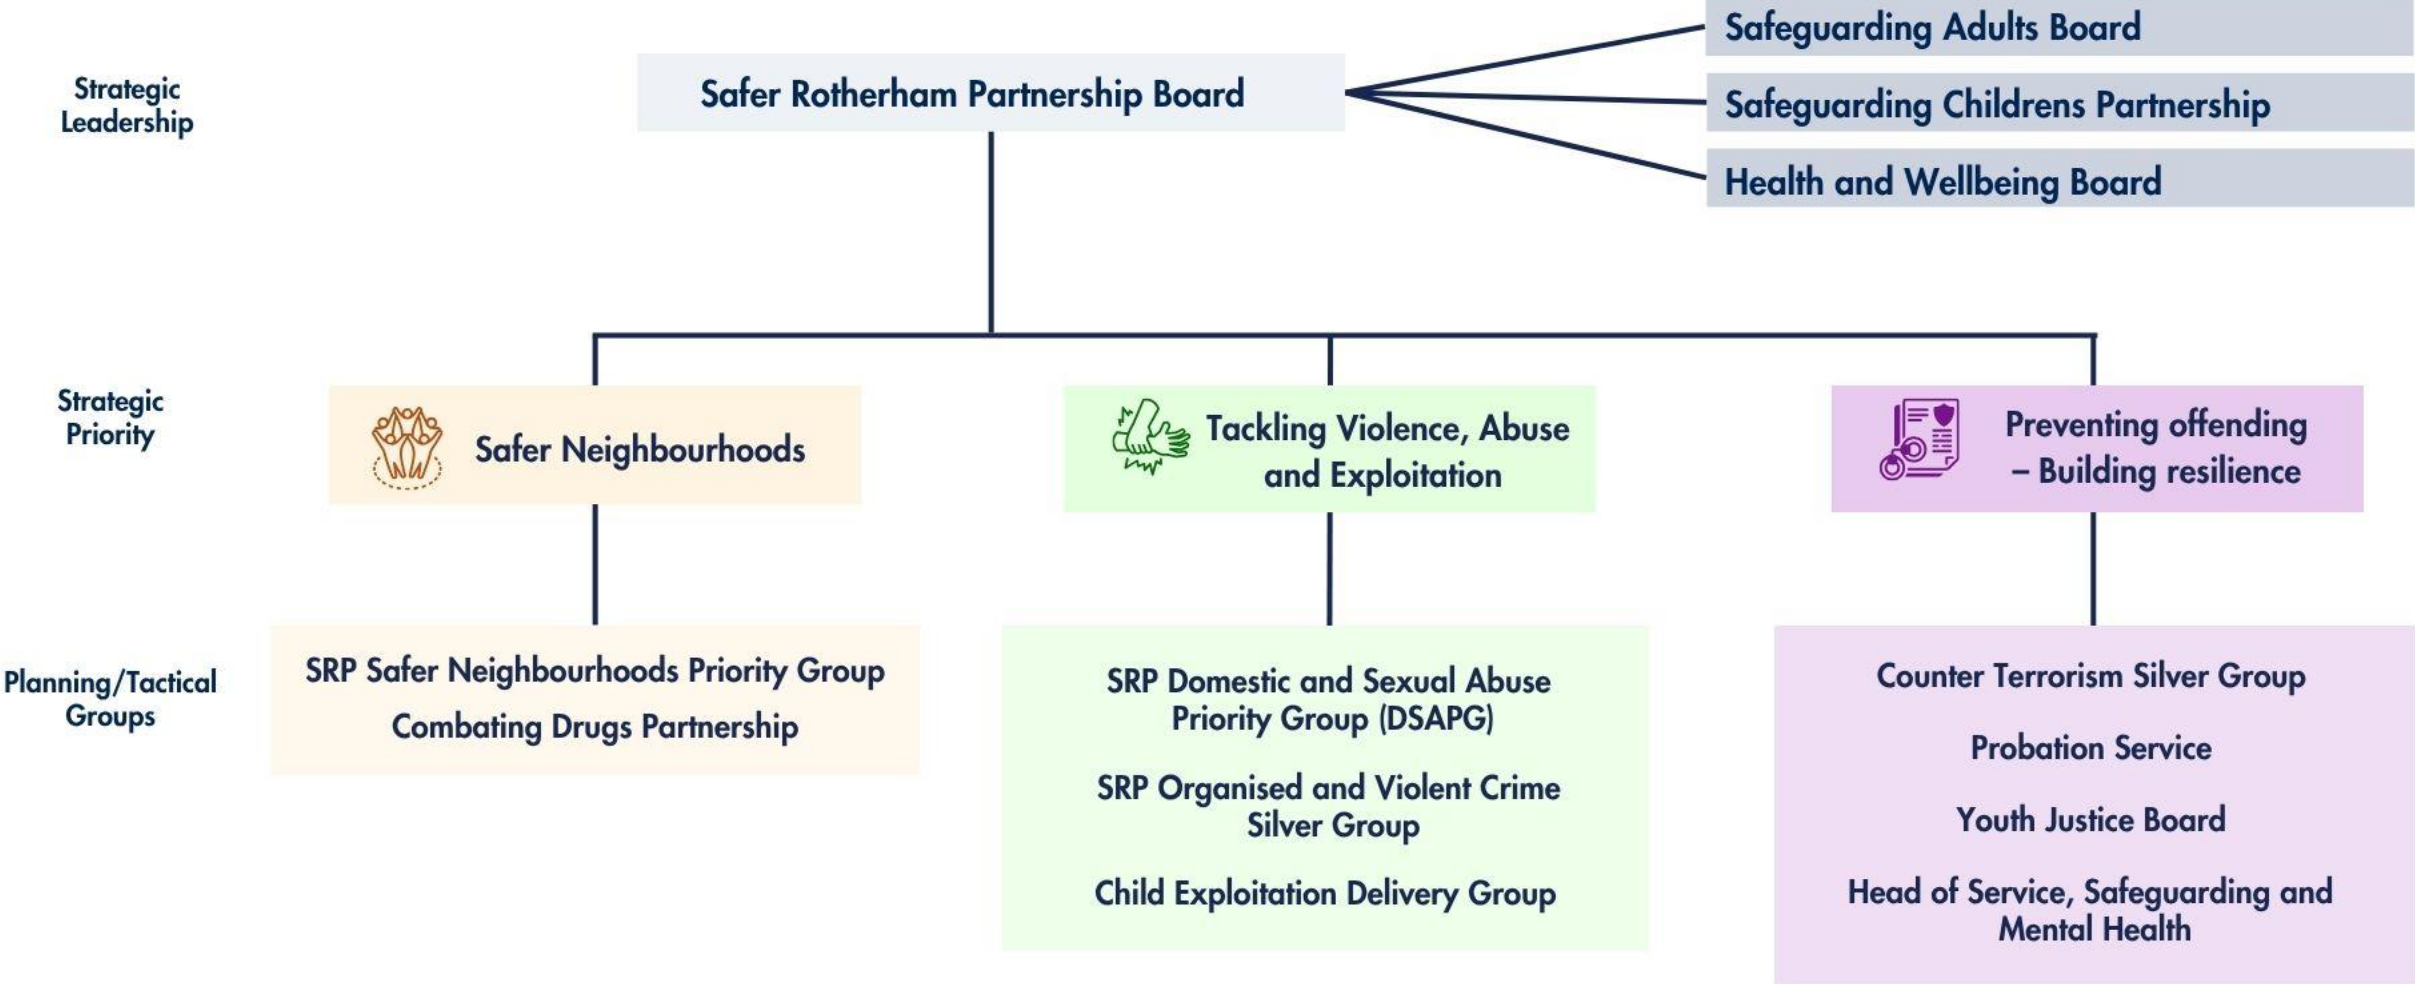 Strategic
Leadership
Safer Rotherham Partnership Board
Safeguarding Adults Board
Safeguarding Childrens Partnership
Health and Wellbeing Board
Strategic
Priority
Safer Neighbourhoods
Tackling Violence, Abuse
and Exploitation
Preventing offending
– Building resilience
Planning/Tactical
Groups
SRP Safer Neighbourhoods Priority Group
Combating Drugs Partnership
SRP Domestic and Sexual Abuse
Priority Group (DSAPG)
SRP Organised and Violent Crime
Silver Group
Child Exploitation Delivery Group
Counter Terrorism Silver Group
Probation Service
Youth Justice Board
Head of Service, Safeguarding and
Mental Health